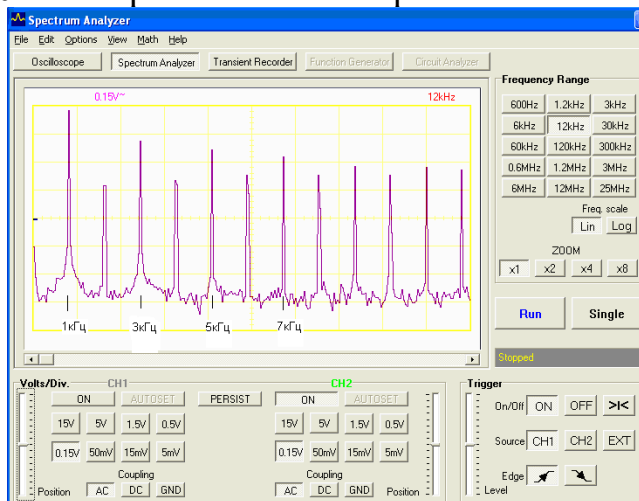 Spectrum Analyzer
File Edit Options View Math Help
Oscilloscope Spectrum Analyzer Transient Recorder Function Generator Circuit Analyzer
0.15V~ 12kHz
1кГц 3кГц 5кГц 7кГц
Frequency Range
600Hz 1.2kHz 3kHz
6kHz 12kHz 30kHz
60kHz 120kHz 300kHz
0.6MHz 1.2MHz 3MHz
6MHz 12MHz 25MHz
Freq. scale
Lin Log
ZOOM
x1 x2 x4 x8
Run Single
Stopped
Volts/Div. CH1 CH2
ON AUTOSET PERSIST ON AUTOSET
15V 5V 1.5V 0.5V 15V 5V 1.5V 0.5V
0.15V 50mV 15mV 5mV 0.15V 50mV 15mV 5mV
Coupling Coupling
Position AC DC GND AC DC GND Position
Trigger
On/Off ON OFF
Source CH1 CH2 EXT
Edge
Level